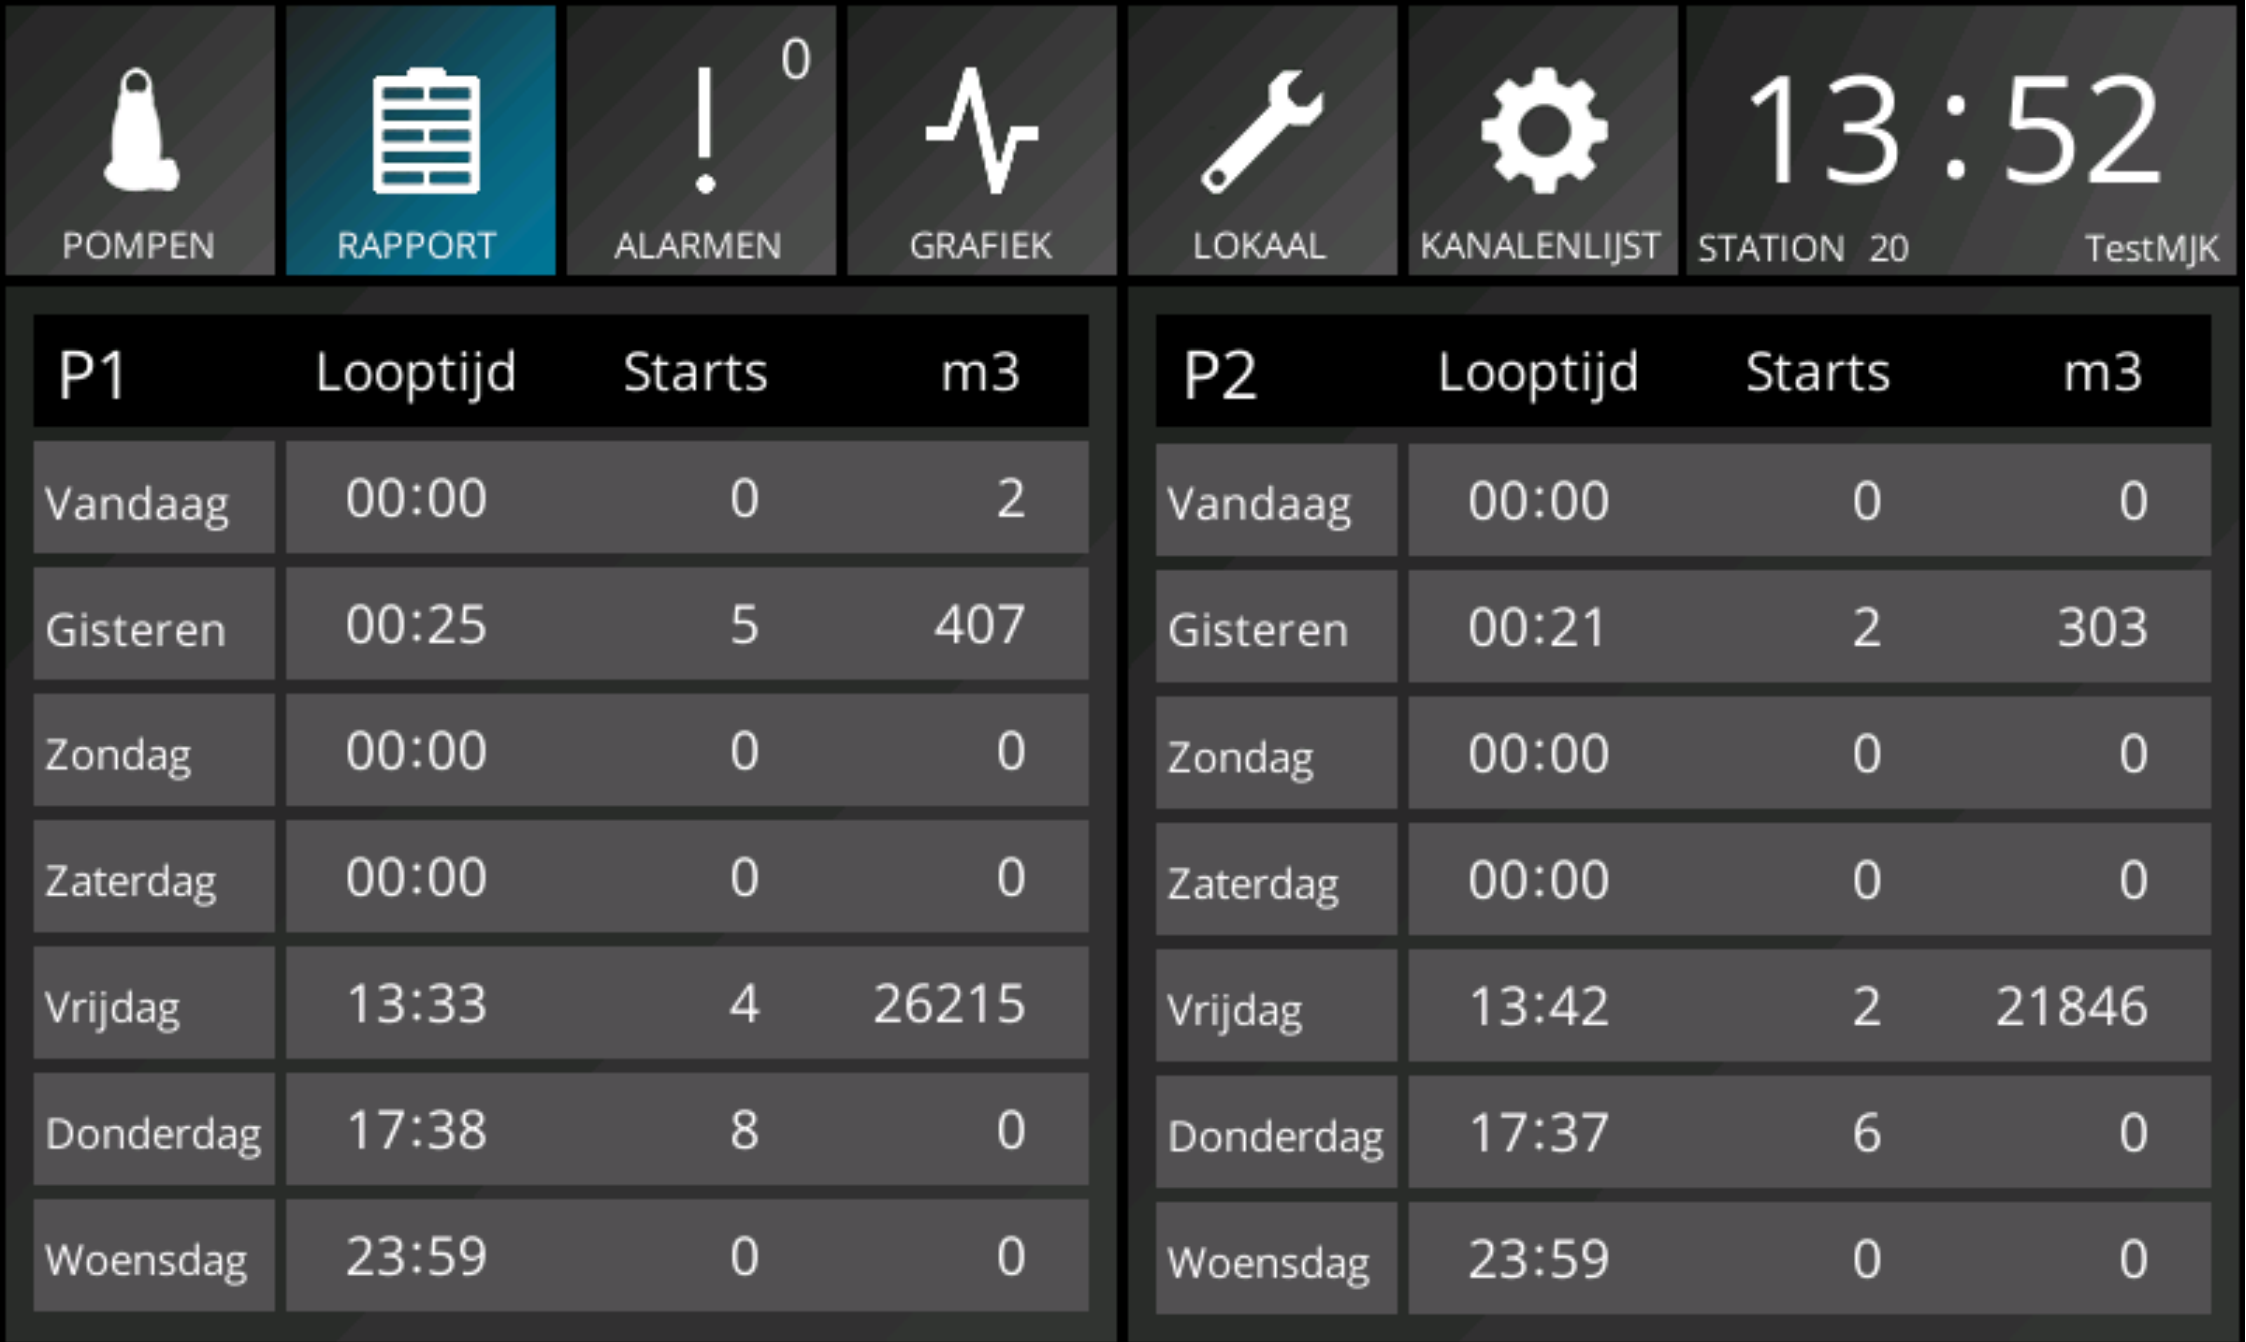 0
13:52
POMPEN RAPPORT ALARMEN GRAFIEK LOKAAL KANALENLIJST STATION 20 TestMJK
P1 Looptijd Starts m3
Vandaag 00:00 0 2
Gisteren 00:25 5 407
Zondag 00:00 0 0
Zaterdag 00:00 0 0
Vrijdag 13:33 4 26215
Donderdag 17:38 8 0
Woensdag 23:59 0 0
P2 Looptijd Starts m3
Vandaag 00:00 0 0
Gisteren 00:21 2 303
Zondag 00:00 0 0
Zaterdag 00:00 0 0
Vrijdag 13:42 2 21846
Donderdag 17:37 6 0
Woensdag 23:59 0 0